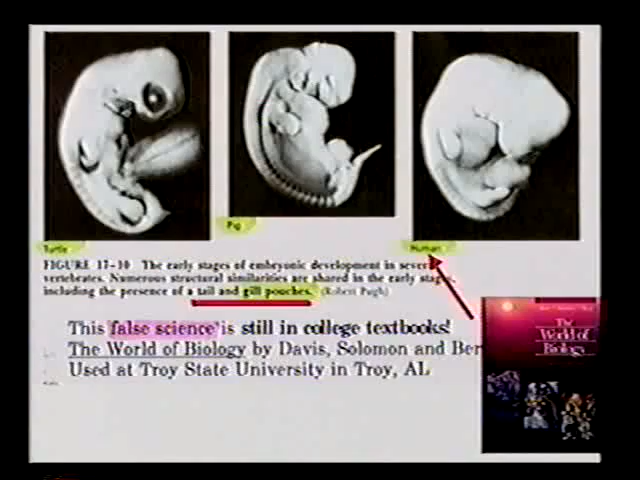 Turtle
Pig
Human
FIGURE 17-10 The early stages of embryonic development in severa
vertebrates. Numerous structural similarities are shared in the early stages,
including the presence of a tail and gill pouches. (Robert Pugh)
This false science is still in college textbooks!
The World of Biology by Davis, Solomon and Ber
Used at Troy State University in Troy, AL
The
World of
Biology